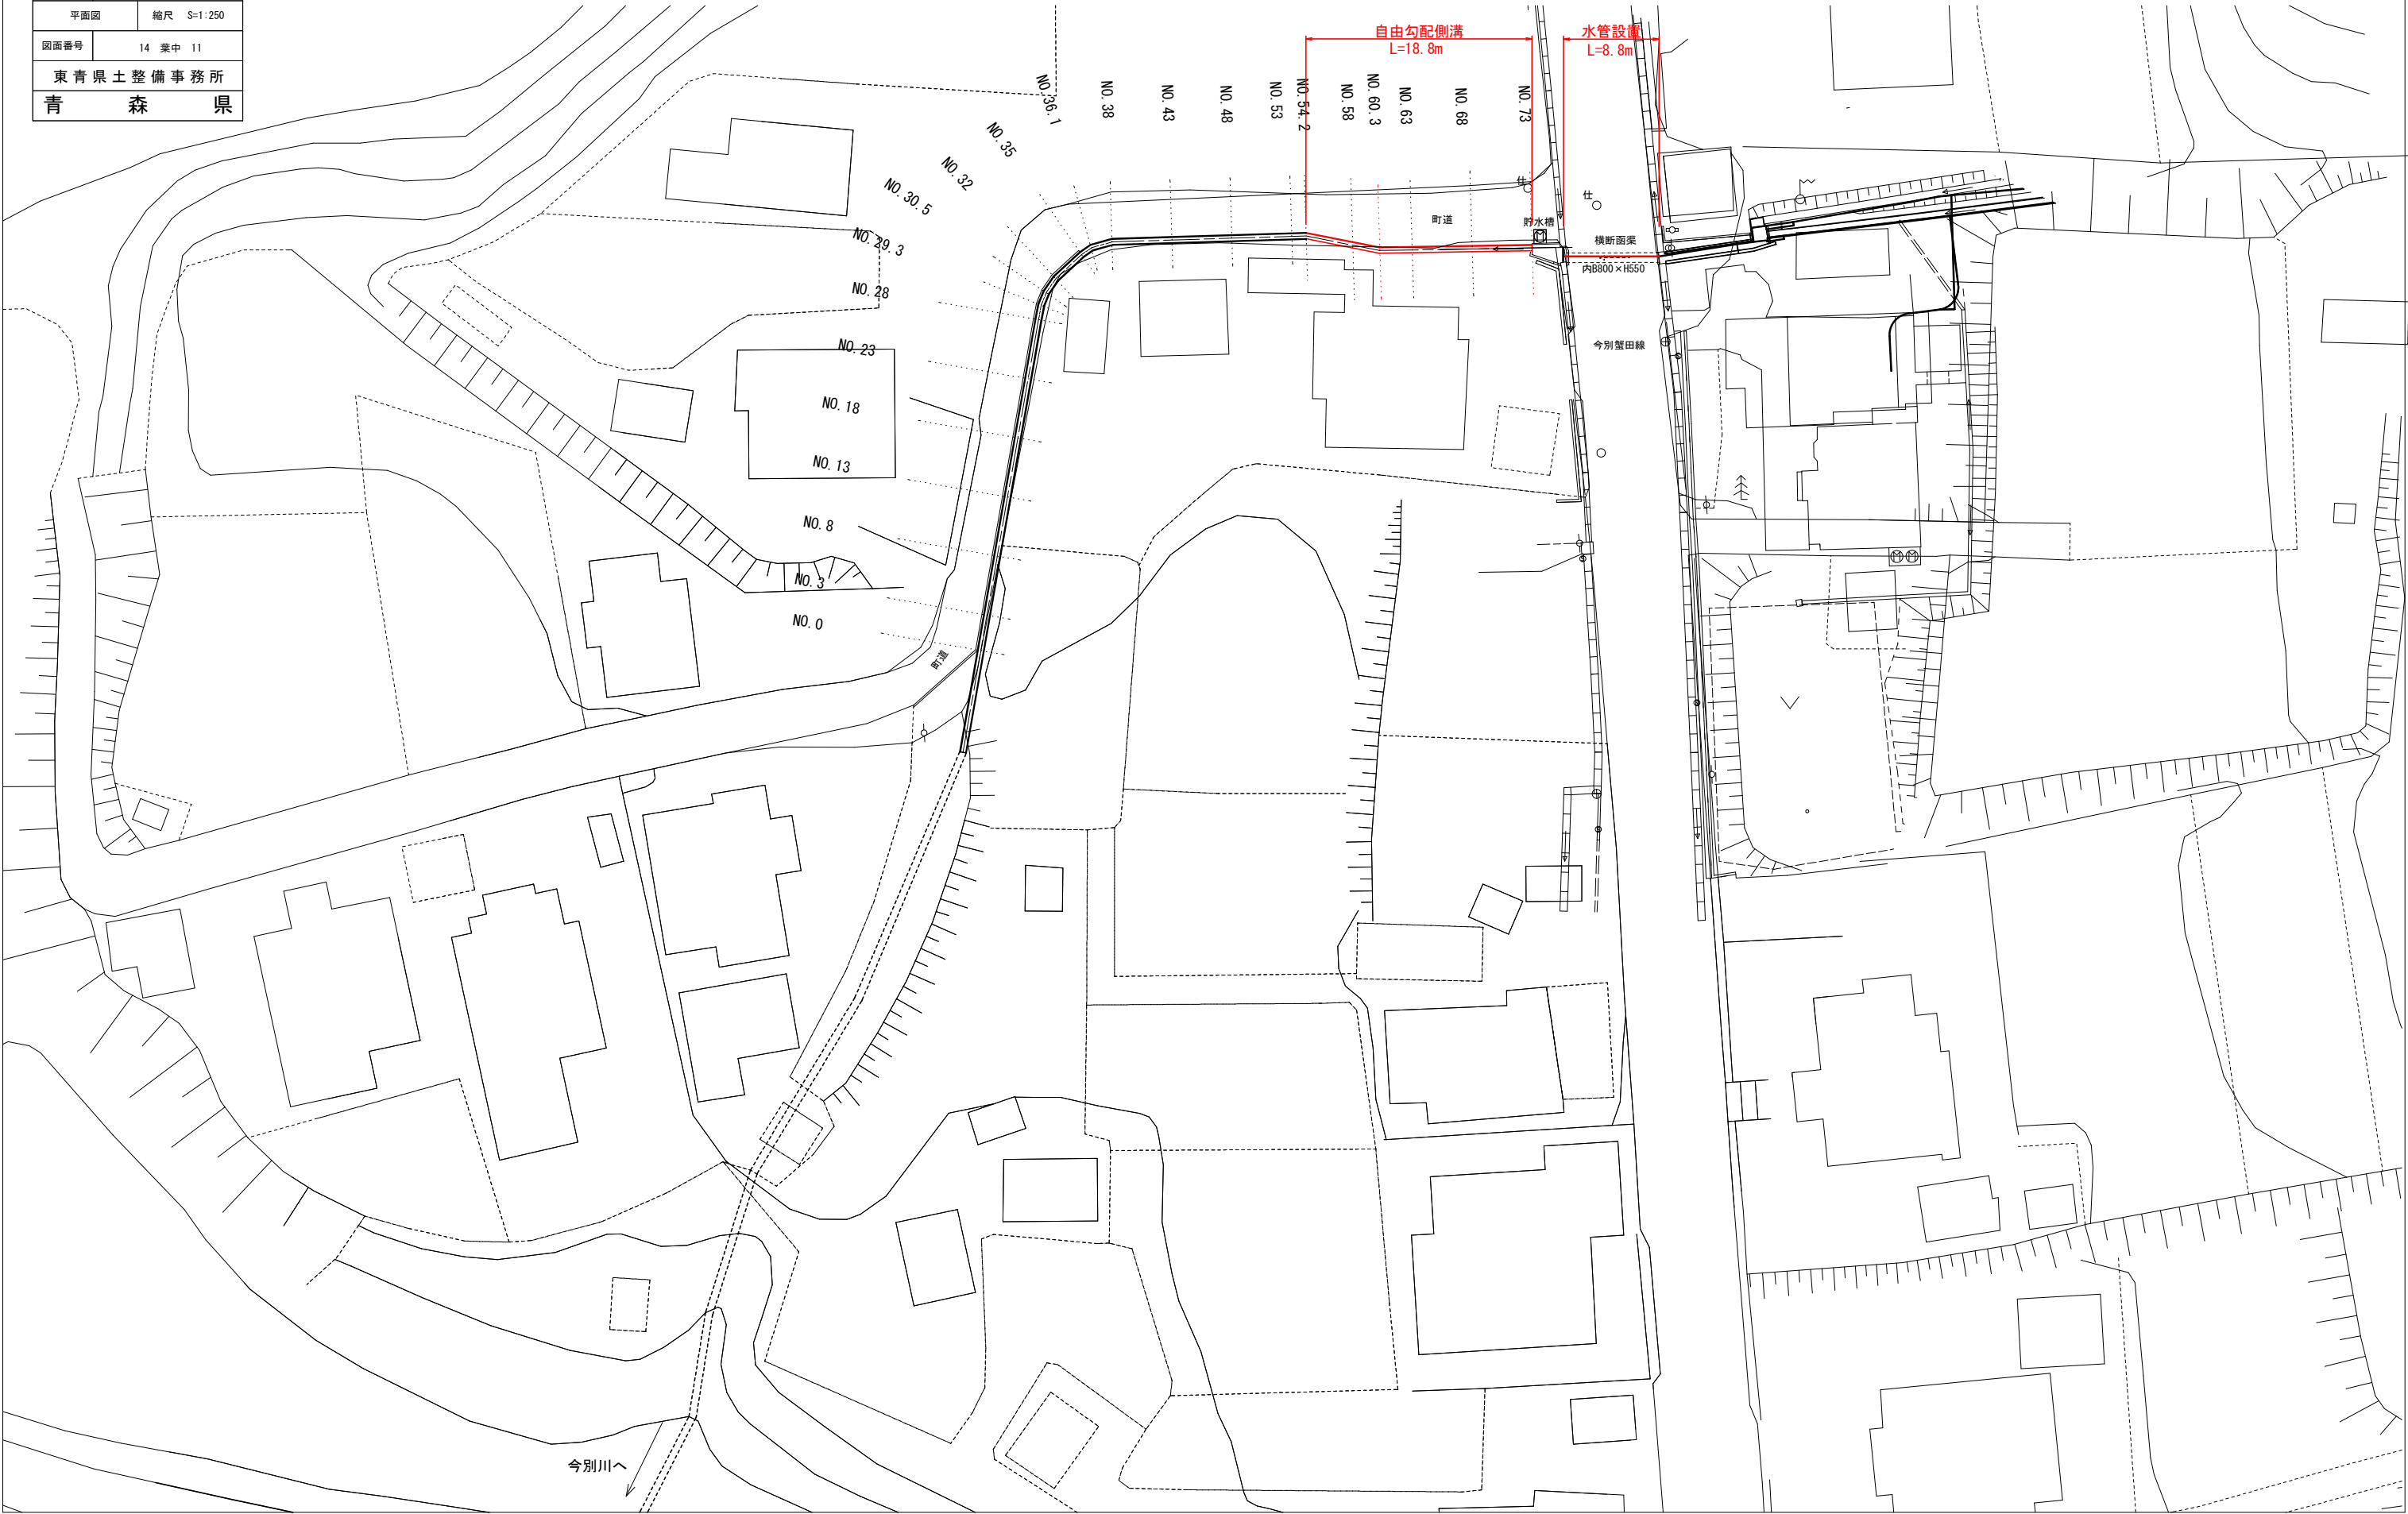 平面図 縮尺 S=1:250
図面番号 14 葉中 11
東青県土整備事務所
青森県
自由勾配側溝
L=18.8m
水管設置
L=8.8m
NO.36.1
NO.38
NO.43
NO.48
NO.53
NO.54.2
NO.58
NO.60.3
NO.63
NO.68
NO.73
NO.35
NO.32
NO.30.5
NO.29.3
NO.28
NO.23
NO.18
NO.13
NO.8
NO.3
NO.0
町道
仕
仕
町道
貯水槽
横断函渠
内B800×H550
今別蟹田線
M
M
M
今別川へ